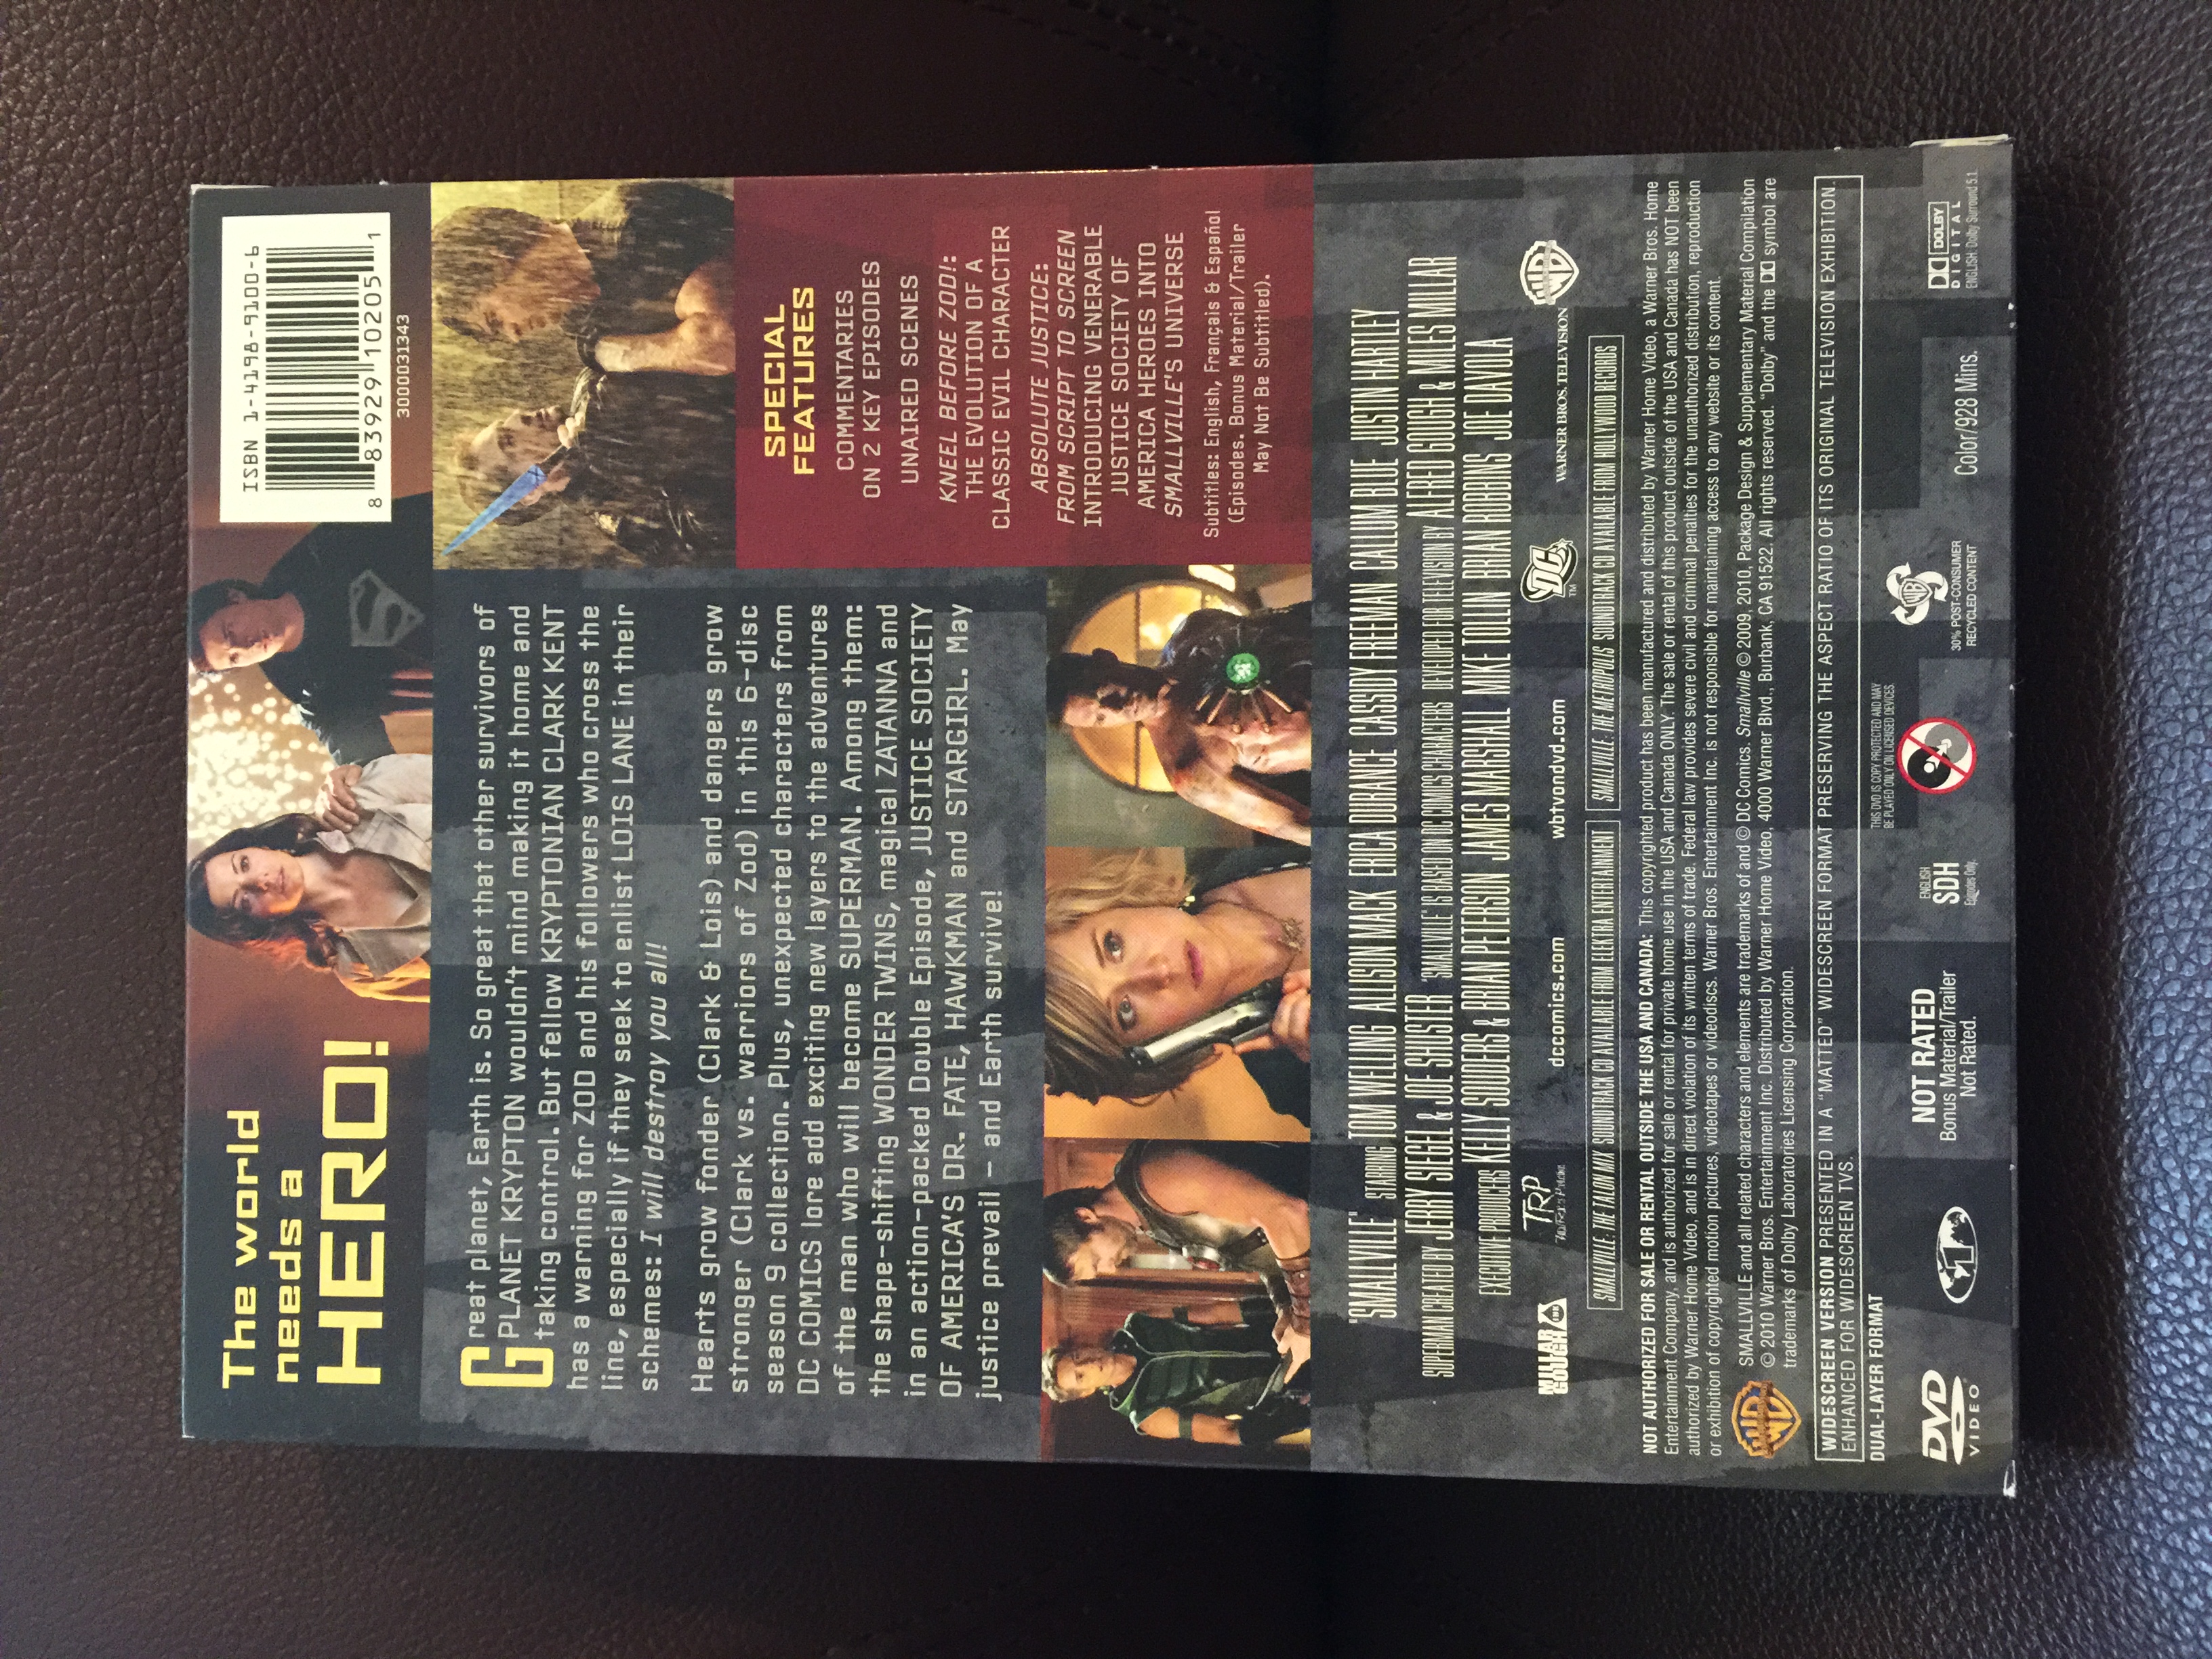 The world
needs a
HERO!
ISBN 1-4198-9100-6
8 83929 10205 1
3000031343
Great planet, Earth is. So great that other survivors of
PLANET KRYPTON wouldn't mind making it home and
taking control. But fellow KRYPTONIAN CLARK KENT
has a warning for ZOD and his followers who cross the
line, especially if they seek to enlist LOIS LANE in their
schemes: I will destroy you all!
Hearts grow fonder (Clark & Lois) and dangers grow
stronger (Clark vs. warriors of Zod) in this 6-disc
season 9 collection. Plus, unexpected characters from
DC COMICS lore add exciting new layers to the adventures
of the man who will become SUPERMAN. Among them:
the shape-shifting WONDER TWINS, magical ZATANNA and
in an action-packed Double Episode, JUSTICE SOCIETY
OF AMERICA'S DR. FATE, HAWKMAN and STARGIRL. May
justice prevail – and Earth survive!
SPECIAL
FEATURES
COMMENTARIES
ON 2 KEY EPISODES
UNAIRED SCENES
KNEEL BEFORE ZOD!:
THE EVOLUTION OF A
CLASSIC EVIL CHARACTER
ABSOLUTE JUSTICE:
FROM SCRIPT TO SCREEN
INTRODUCING VENERABLE
JUSTICE SOCIETY OF
AMERICA HEROES INTO
SMALLVILLE'S UNIVERSE
Subtitles: English, Français & Español
(Episodes. Bonus Material/Trailer
May Not Be Subtitled).
"SMALLVILLE" STARRING TOM WELLING ALLISON MACK ERICA DURANCE CASSIDY FREEMAN CALLUM BLUE JUSTIN HARTLEY
SUPERMAN CREATED BY JERRY SIEGEL & JOE SHUSTER "SMALLVILLE" IS BASED ON DC COMICS CHARACTERS DEVELOPED FOR TELEVISION BY ALFRED GOUGH & MILES MILLAR
EXECUTIVE PRODUCERS KELLY SOUDERS & BRIAN PETERSON JAMES MARSHALL MIKE TOLLIN BRIAN ROBBINS JOE DAVOLA
MILLAR GOUGH INK TRP dccomics.com wbtvondvd.com DC TM WARNER BROS. TELEVISION WB
SMALLVILLE: THE TALON MIX SOUNDTRACK CD AVAILABLE FROM ELEKTRA ENTERTAINMENT SMALLVILLE: THE METROPOLIS SOUNDTRACK CD AVAILABLE FROM HOLLYWOOD RECORDS
NOT AUTHORIZED FOR SALE OR RENTAL OUTSIDE THE USA AND CANADA: This copyrighted product has been manufactured and distributed by Warner Home Video, a Warner Bros. Home
Entertainment Company, and is authorized for sale or rental for private home use in the USA and Canada ONLY. The sale or rental of this product outside of the USA and Canada has NOT been
authorized by Warner Home Video, and is in direct violation of its written terms of trade. Federal law provides severe civil and criminal penalties for the unauthorized distribution, reproduction
or exhibition of copyrighted motion pictures, videotapes or videodiscs. Warner Bros. Entertainment Inc. is not responsible for maintaining access to any website or its content.
WB
SMALLVILLE and all related characters and elements are trademarks of and © DC Comics. Smallville © 2009, 2010, Package Design & Supplementary Material Compilation
© 2010 Warner Bros. Entertainment Inc. Distributed by Warner Home Video, 4000 Warner Blvd., Burbank, CA 91522. All rights reserved. "Dolby" and the DD symbol are
trademarks of Dolby Laboratories Licensing Corporation.
WIDESCREEN VERSION PRESENTED IN A "MATTED" WIDESCREEN FORMAT PRESERVING THE ASPECT RATIO OF ITS ORIGINAL TELEVISION EXHIBITION.
ENHANCED FOR WIDESCREEN TVS.
DUAL-LAYER FORMAT
THIS DVD IS COPY PROTECTED AND MAY
BE PLAYED ONLY ON LICENSED DEVICES.
DVD
VIDEO
1
NOT RATED
Bonus Material/Trailer
Not Rated.
ENGLISH
SDH
Episodes Only.
WB
30% POST-CONSUMER
RECYCLED CONTENT
Color/928 Mins.
DOLBY
DIGITAL
ENGLISH: Dolby Surround 5.1